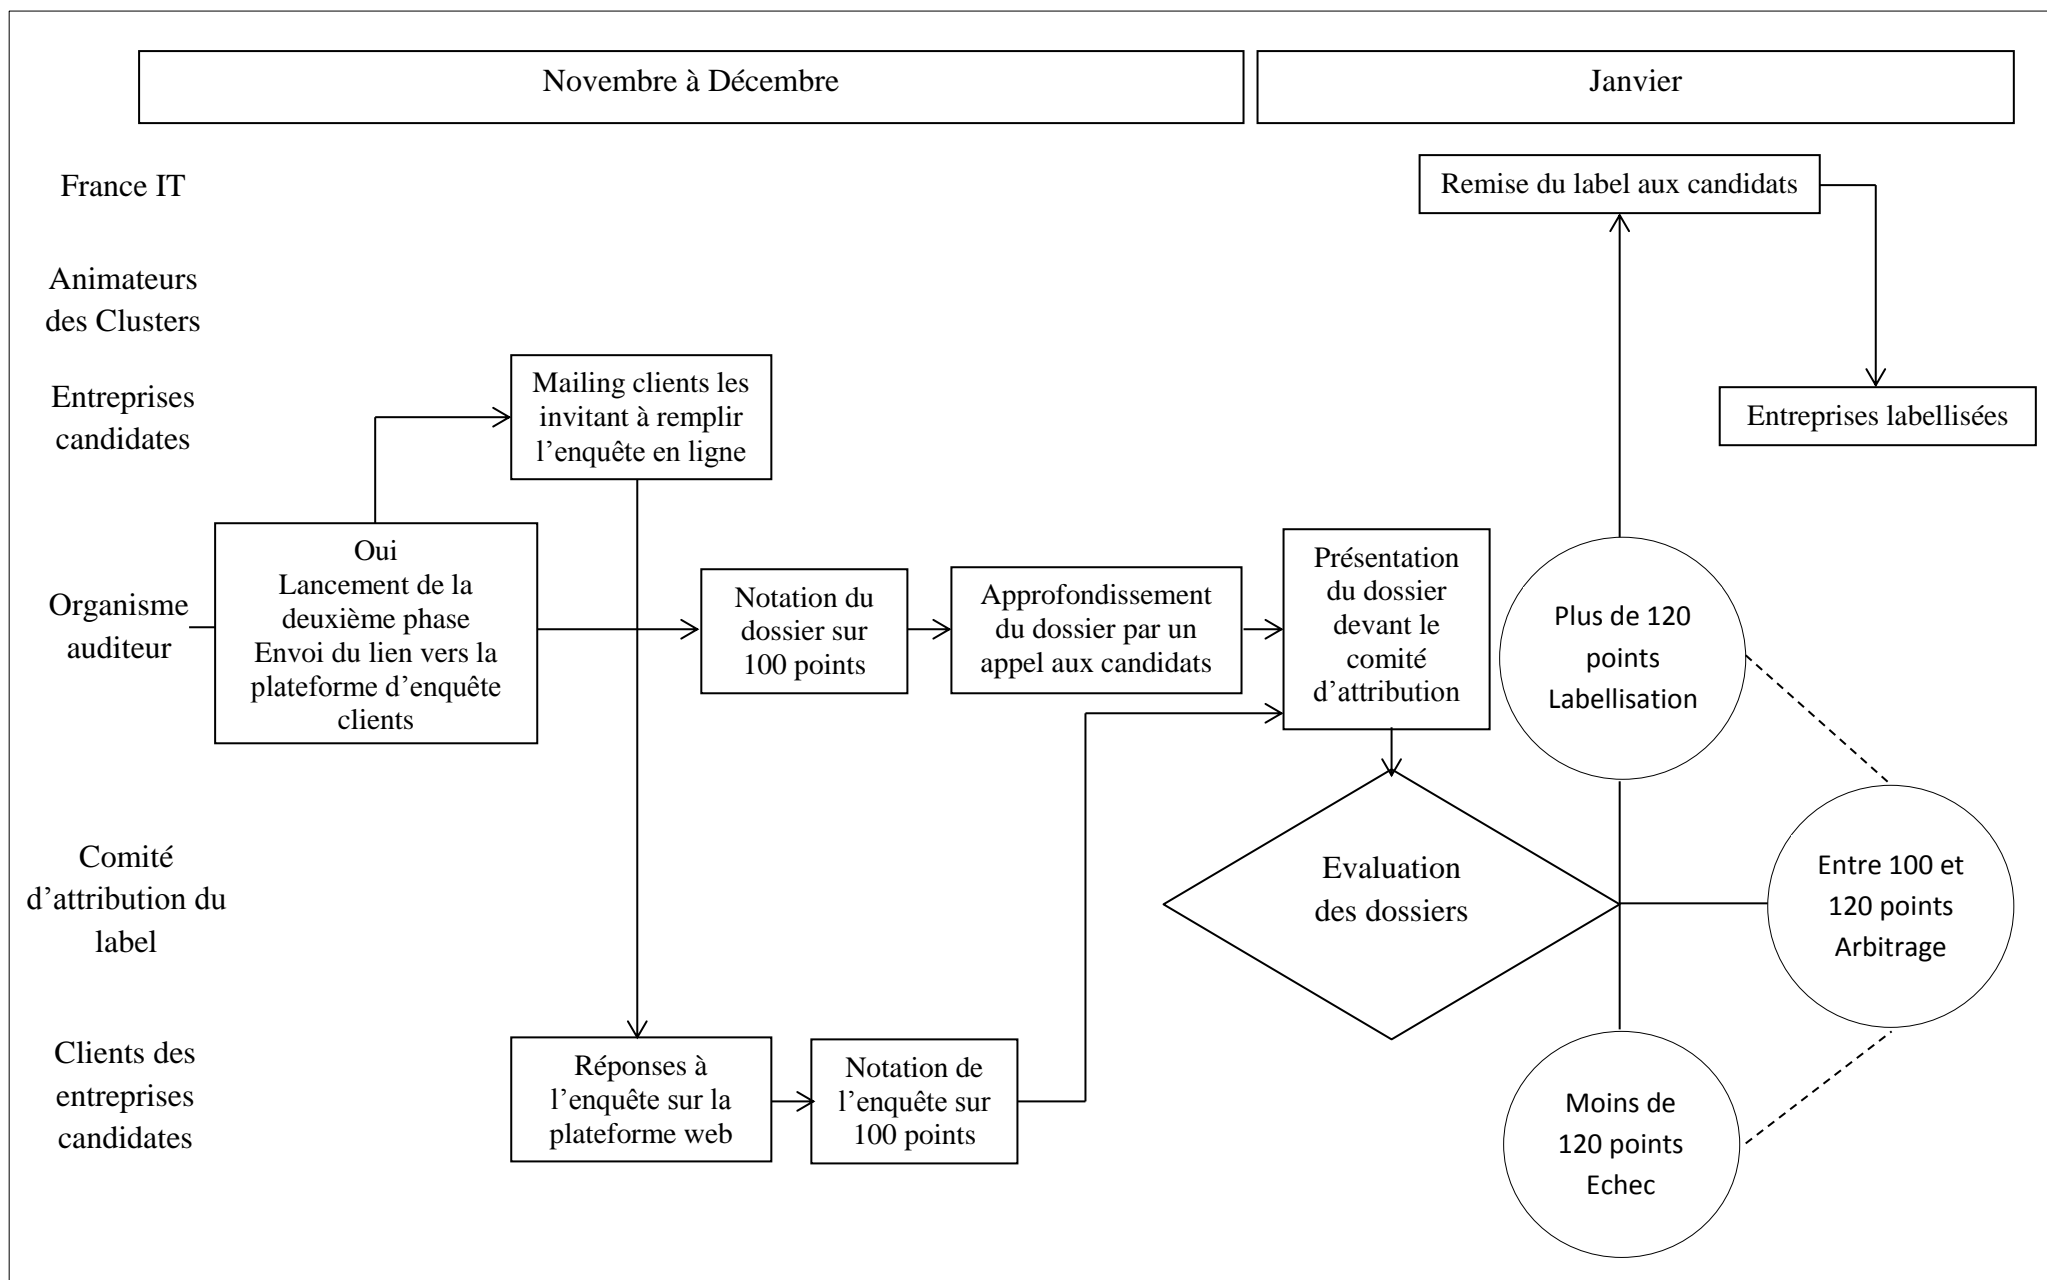 Novembre à Décembre
Janvier
France IT
Remise du label aux candidats
Animateurs
des Clusters
Entreprises
candidates
Mailing clients les
invitant à remplir
l’enquête en ligne
Entreprises labellisées
Organisme
auditeur
Oui
Lancement de la
deuxième phase
Envoi du lien vers la
plateforme d’enquête
clients
Notation du
dossier sur
100 points
Approfondissement
du dossier par un
appel aux candidats
Présentation
du dossier
devant le
comité
d’attribution
Plus de 120
points
Labellisation
Comité
d’attribution du
label
Evaluation
des dossiers
Entre 100 et
120 points
Arbitrage
Clients des
entreprises
candidates
Réponses à
l’enquête sur la
plateforme web
Notation de
l’enquête sur
100 points
Moins de
120 points
Echec